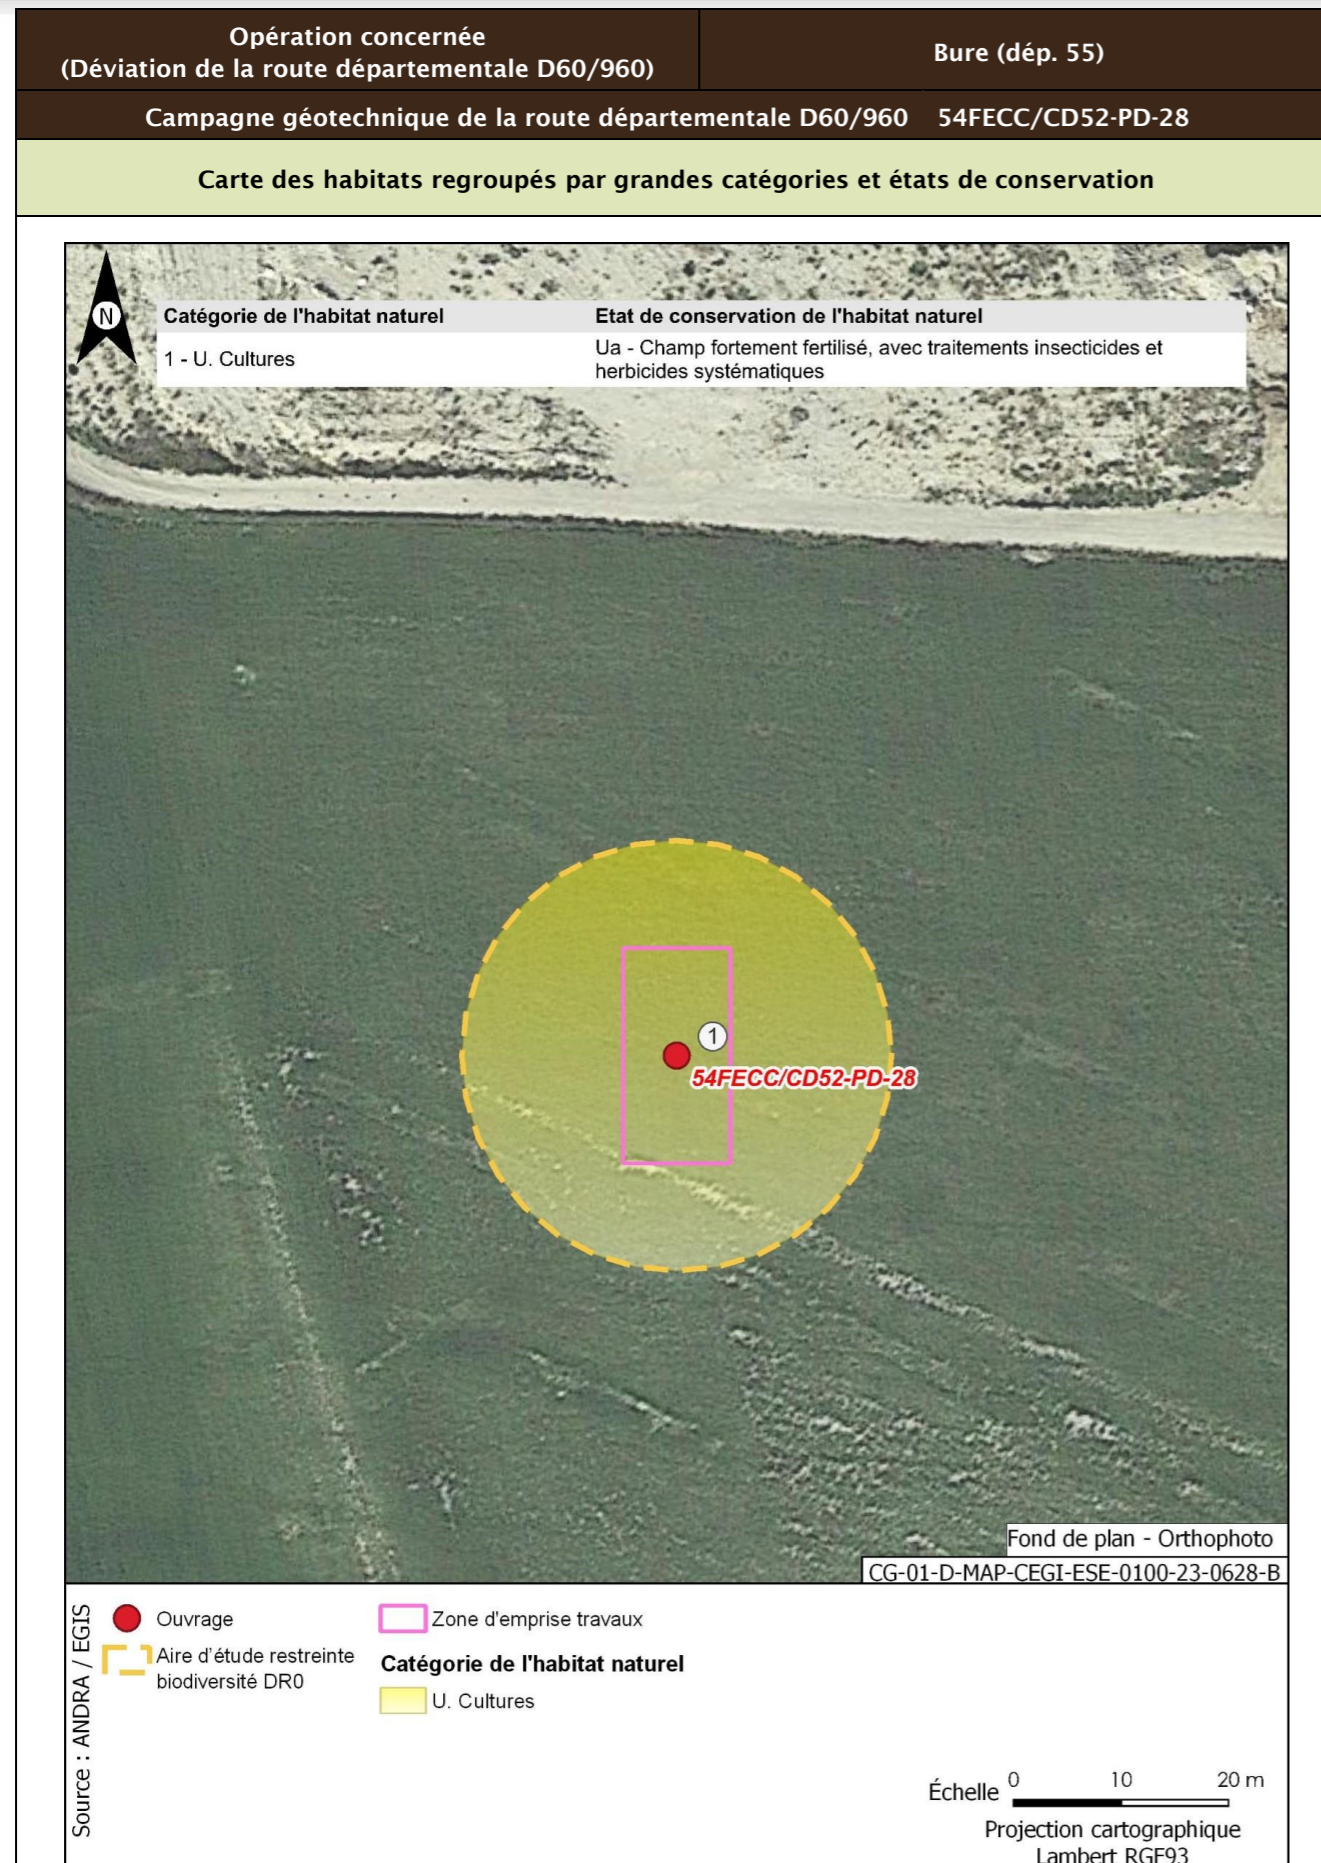 Opération concernée
(Déviation de la route départementale D60/960)
Bure (dép. 55)
Campagne géotechnique de la route départementale D60/960 54FECC/CD52-PD-28
Carte des habitats regroupés par grandes catégories et états de conservation
N
Catégorie de l'habitat naturel
Etat de conservation de l'habitat naturel
1 - U. Cultures
Ua - Champ fortement fertilisé, avec traitements insecticides et
herbicides systématiques
1
54FECC/CD52-PD-28
Fond de plan - Orthophoto
CG-01-D-MAP-CEGI-ESE-0100-23-0628-B
Source : ANDRA / EGIS
Ouvrage
Aire d'étude restreinte
biodiversité DR0
Zone d'emprise travaux
Catégorie de l'habitat naturel
U. Cultures
Échelle 0 10 20 m
Projection cartographique
Lambert RGF93